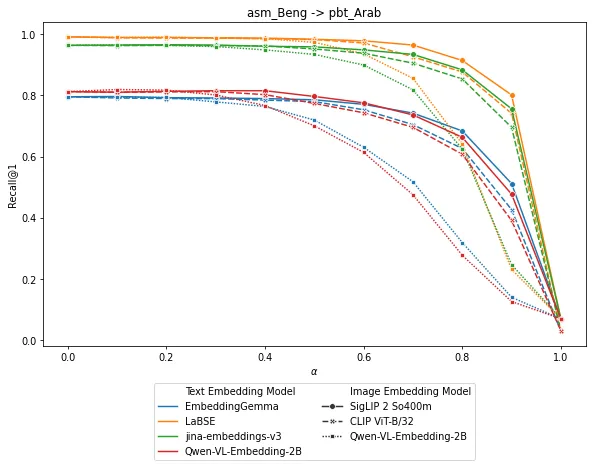 asm_Beng -> pbt_Arab
1.0
0.8
0.6
0.4
0.2
0.0
Recall@1
0.0 0.2 0.4 0.6 0.8 1.0
α
Text Embedding Model Image Embedding Model
EmbeddingGemma SigLIP 2 So400m
LaBSE CLIP ViT-B/32
jina-embeddings-v3 Qwen-VL-Embedding-2B
Qwen-VL-Embedding-2B